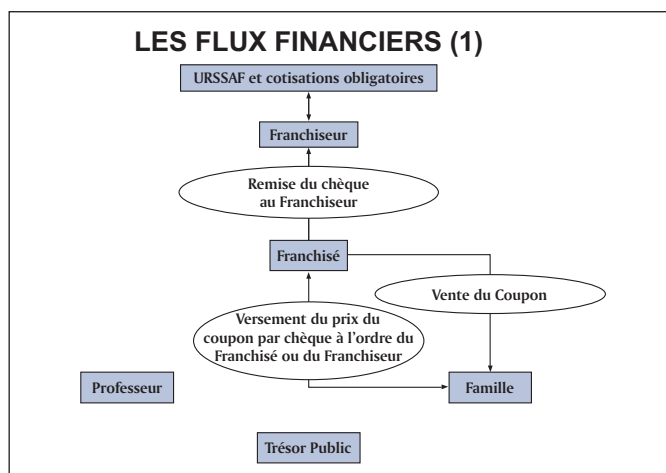 LES FLUX FINANCIERS (1)
URSSAF et cotisations obligatoires
Franchiseur
Remise du chèque
au Franchiseur
Franchisé
Vente du Coupon
Versement du prix du
coupon par chèque à l'ordre du
Franchisé ou du Franchiseur
Professeur
Famille
Trésor Public